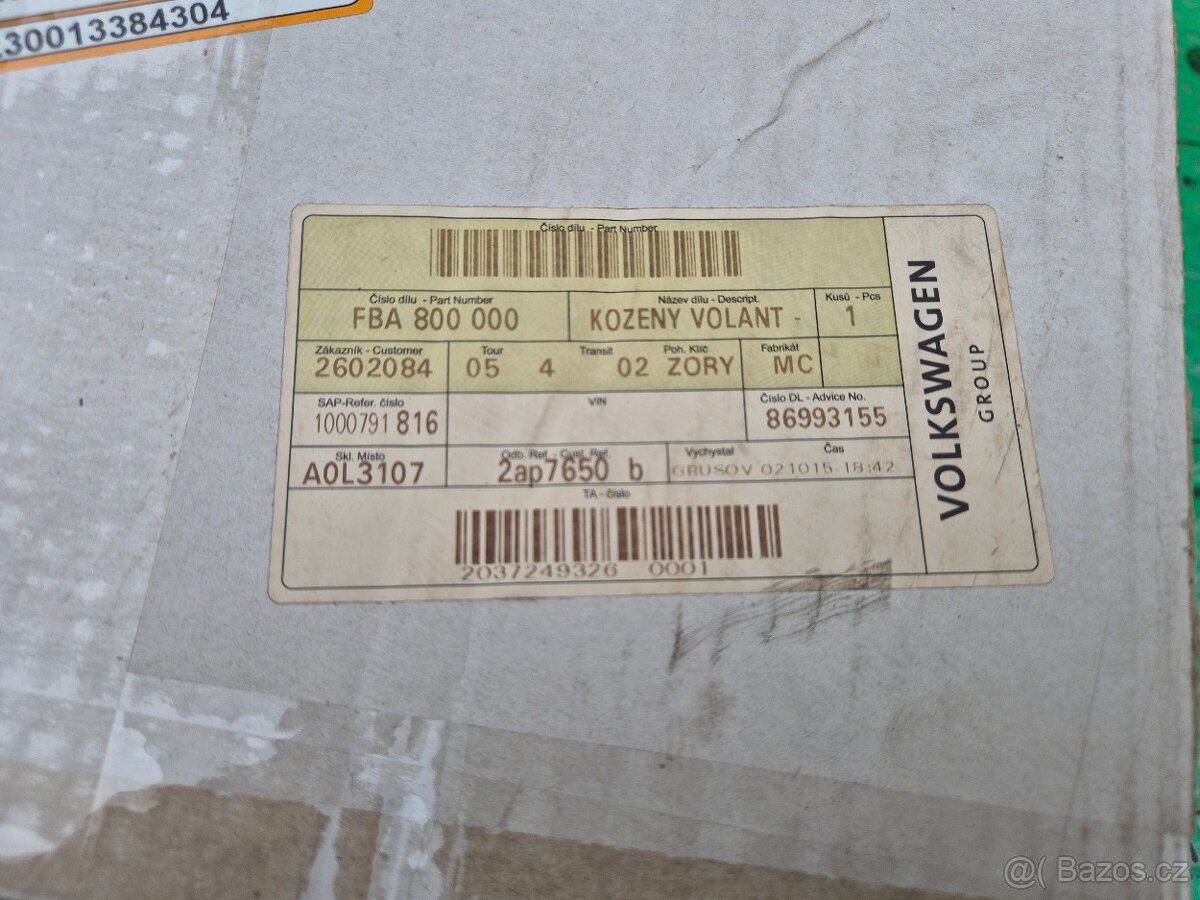 30013384304
Číslo dílu - Part Number
Číslo dílu - Part Number
Název dílu - Descript.
Kusů - Pcs
FBA 800 000
KOZENY VOLANT -
1
Zákazník - Customer
Tour
Transit
Poh. Klíč
Fabrikát
2602084
05
4
02
ZORY
MC
SAP-Refer. číslo
VIN
Číslo DL - Advice No.
1000791 816
86993155
Skl. Místo
Odb. Ref. - Cust. Ref.
Vychystal
Čas
A0L3107
2ap7650 b
GRUSOV 021015 18:42
TA - číslo
2037249326 0001
VOLKSWAGEN
GROUP
@( Bazos.cz